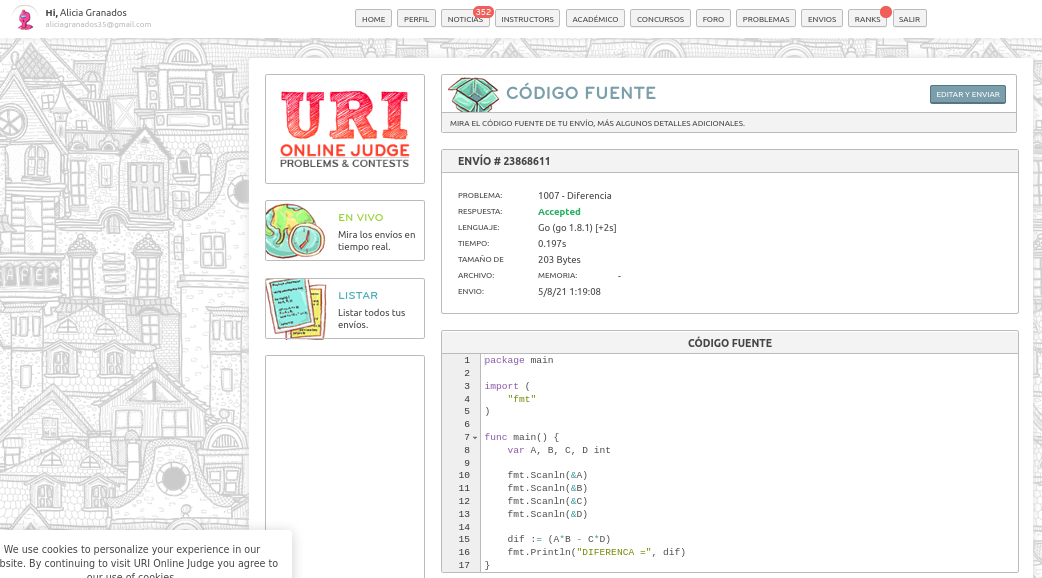 Hi, Alicia Granados
aliciagranados35@gmail.com
HOME PERFIL NOTICIAS 352 INSTRUCTORS ACADÉMICO CONCURSOS FORO PROBLEMAS ENVIOS RANKS SALIR
URI
ONLINE JUDGE
PROBLEMS & CONTESTS
EN VIVO
Mira los envíos en
tiempo real.
LISTAR
Listar todos tus
envíos.
CÓDIGO FUENTE
EDITAR Y ENVIAR
MIRA EL CÓDIGO FUENTE DE TU ENVÍO, MÁS ALGUNOS DETALLES ADICIONALES.
ENVÍO # 23868611
PROBLEMA: 1007 - Diferencia
RESPUESTA: Accepted
LENGUAJE: Go (go 1.8.1) [+2s]
TIEMPO: 0.197s
TAMAÑO DE 203 Bytes
ARCHIVO: MEMORIA: -
ENVIO: 5/8/21 1:19:08
CÓDIGO FUENTE
1 package main
2
3 import (
4 "fmt"
5 )
6
7 func main() {
8 var A, B, C, D int
9
10 fmt.Scanln(&A)
11 fmt.Scanln(&B)
12 fmt.Scanln(&C)
13 fmt.Scanln(&D)
14
15 dif := (A*B - C*D)
16 fmt.Println("DIFERENCA =", dif)
17 }
We use cookies to personalize your experience in our
bsite. By continuing to visit URI Online Judge you agree to
our use of cookies.